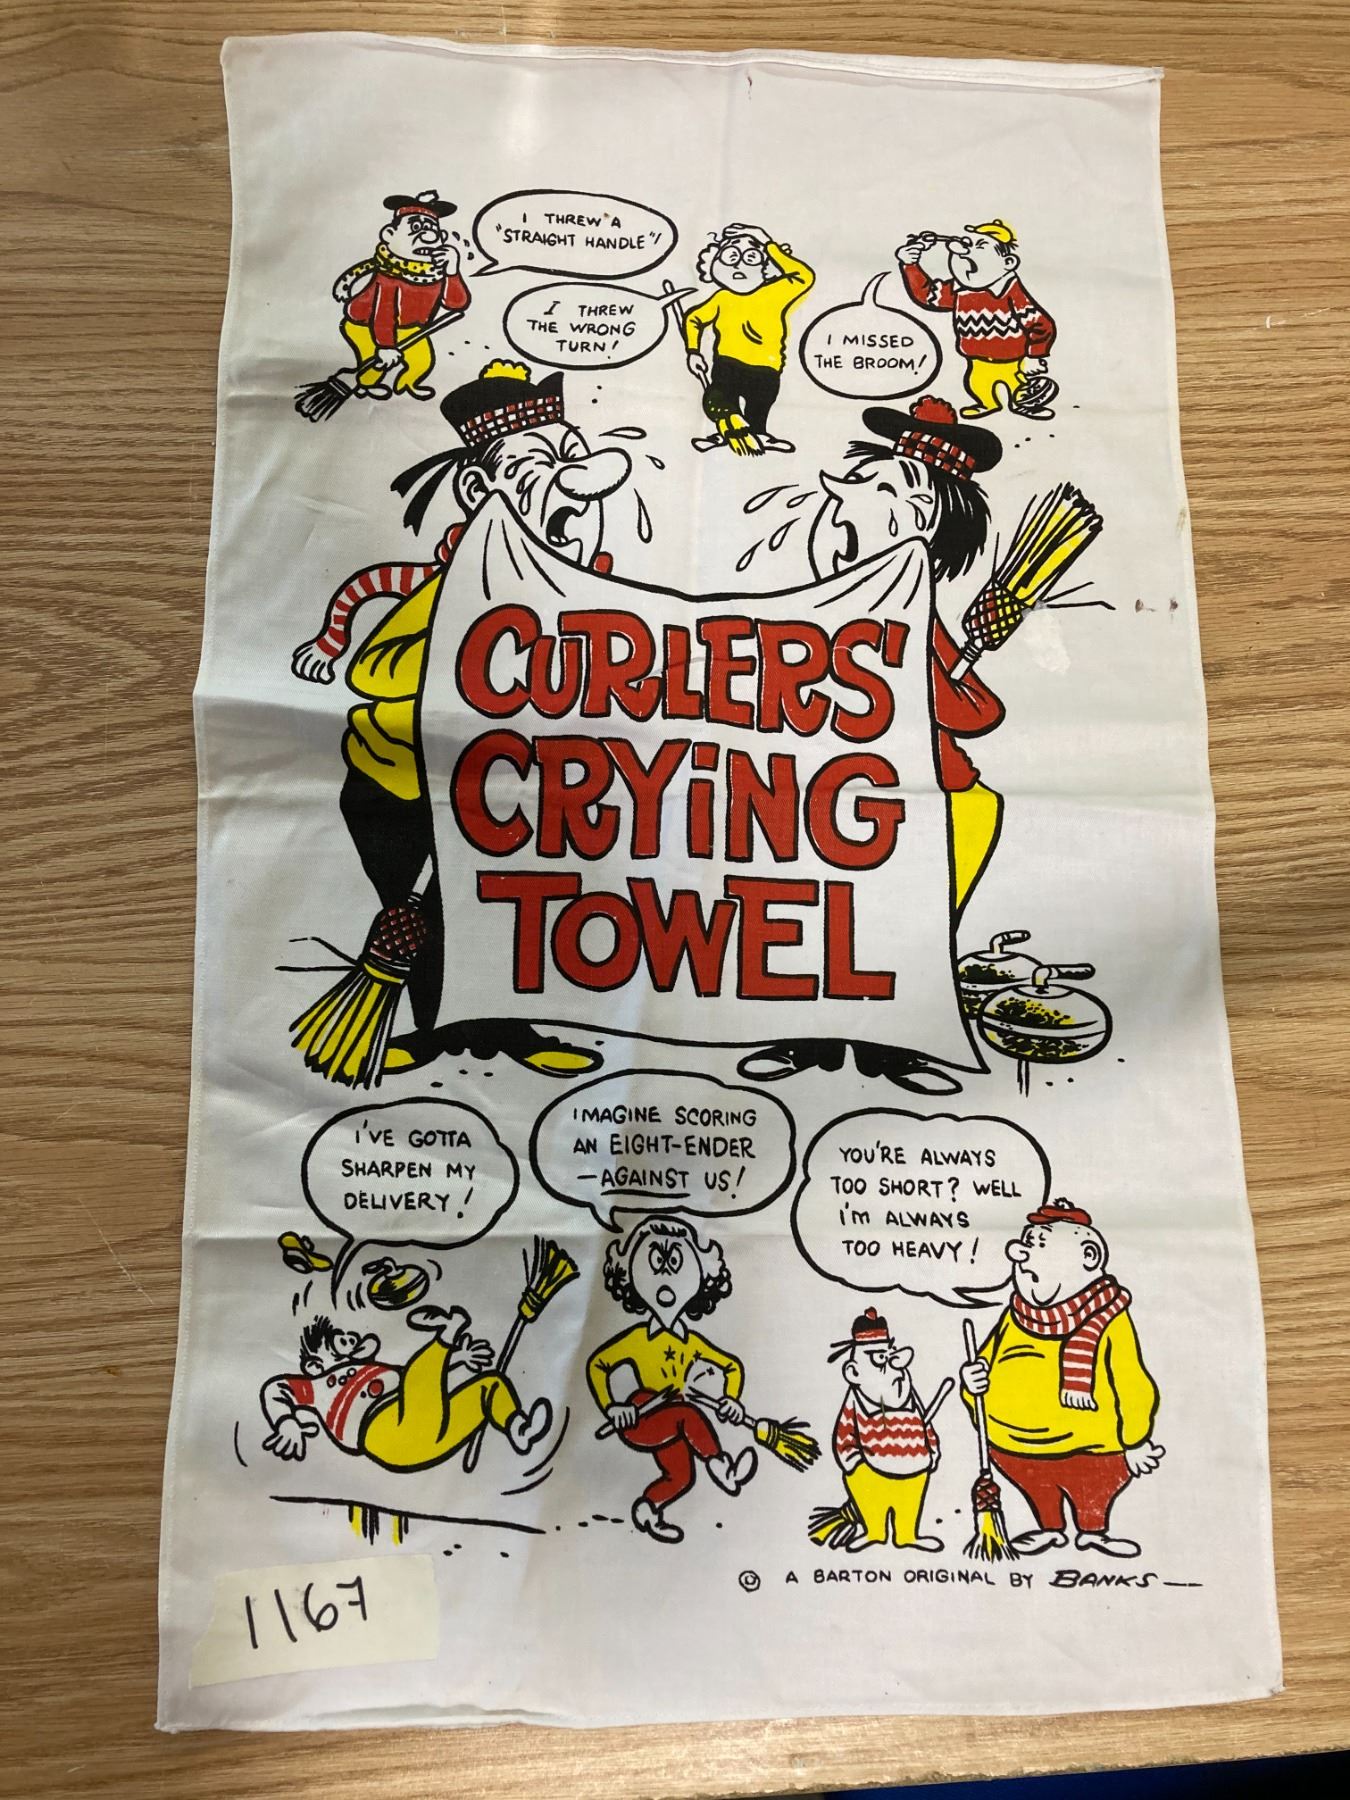 I THREW A
"STRAIGHT HANDLE"!
I THREW
THE WRONG
TURN!
I MISSED
THE BROOM!
CURLERS'
CRYING
TOWEL
I'VE GOTTA
SHARPEN MY
DELIVERY!
IMAGINE SCORING
AN EIGHT-ENDER
—AGAINST US!
YOU'RE ALWAYS
TOO SHORT? WELL
I'M ALWAYS
TOO HEAVY!
© A BARTON ORIGINAL BY BANKS
1167